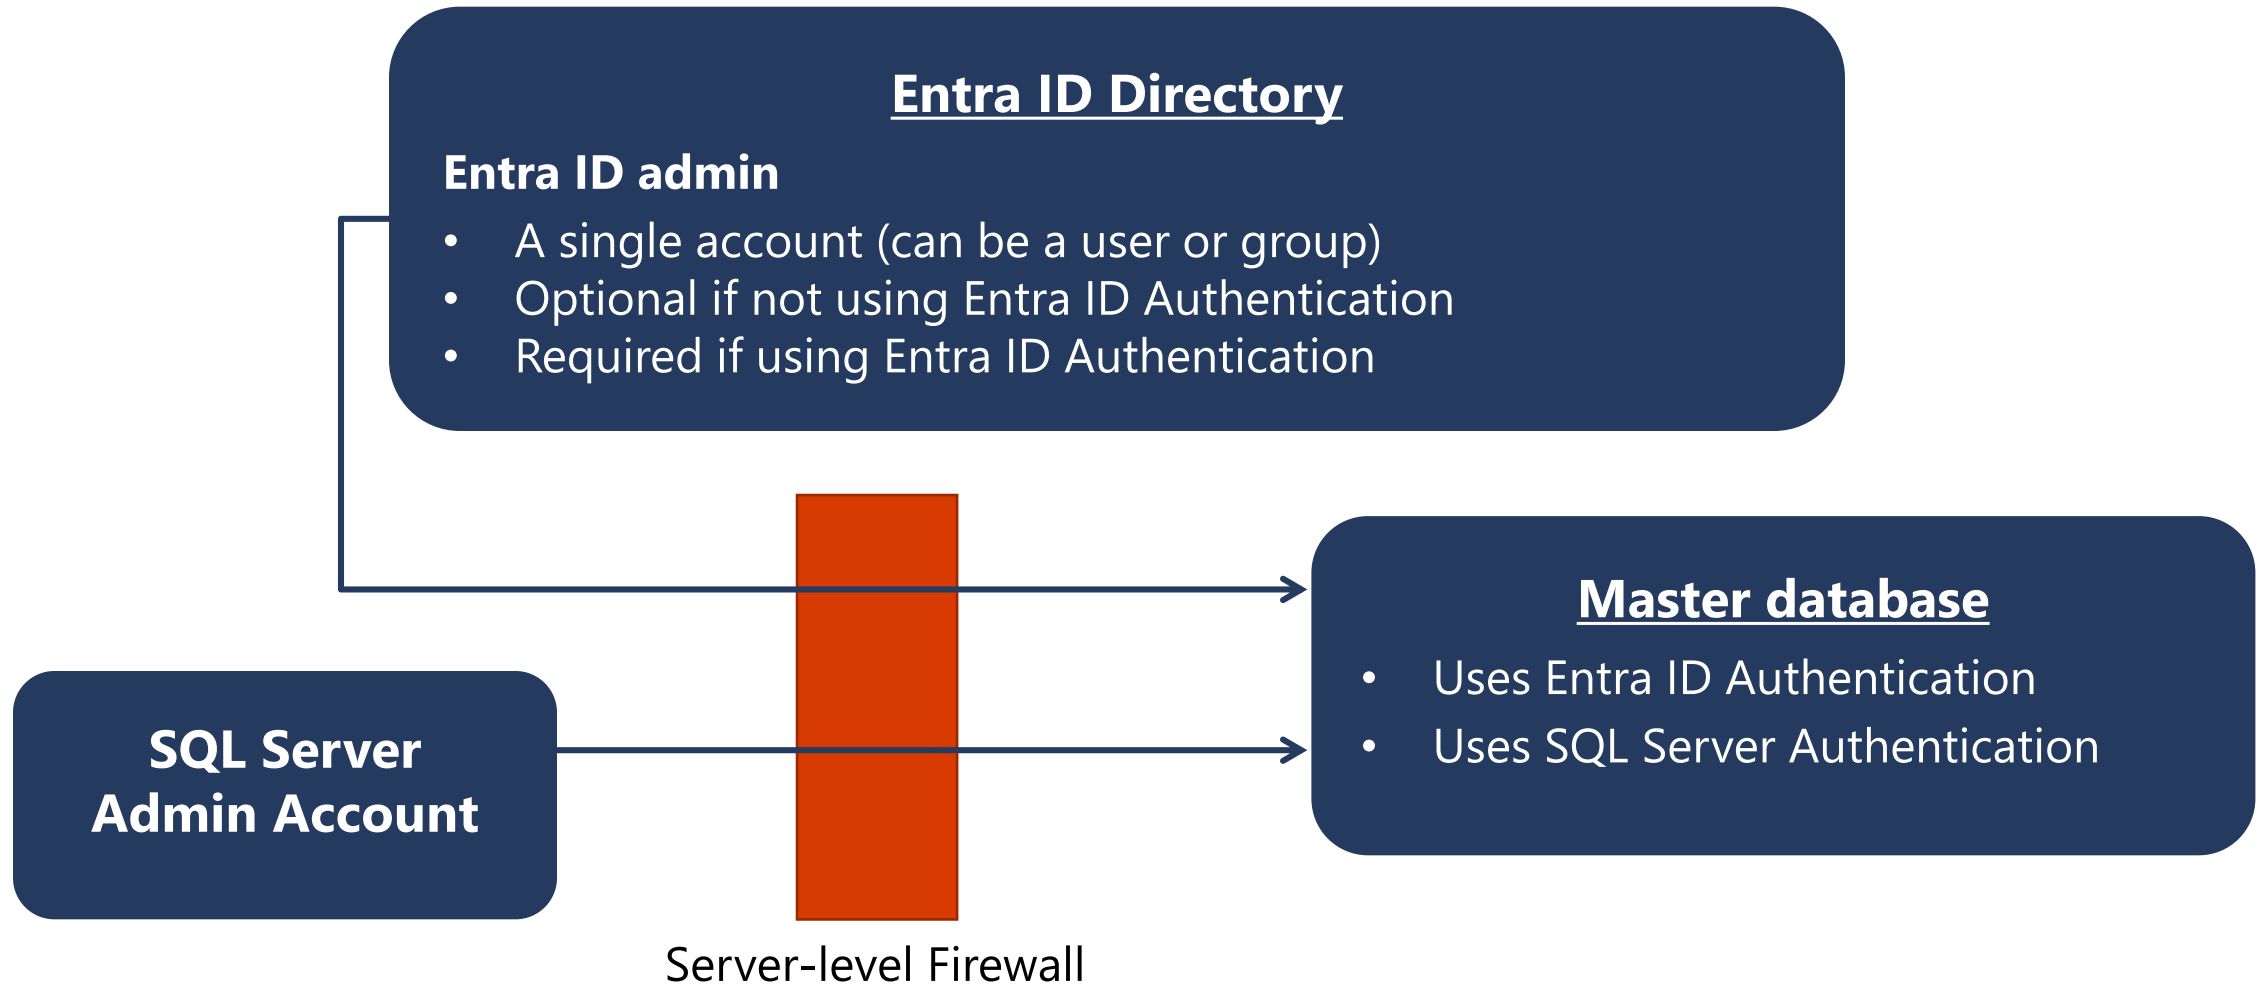 Entra ID Directory
Entra ID admin
• A single account (can be a user or group)
• Optional if not using Entra ID Authentication
• Required if using Entra ID Authentication
Master database
• Uses Entra ID Authentication
• Uses SQL Server Authentication
SQL Server
Admin Account
Server-level Firewall